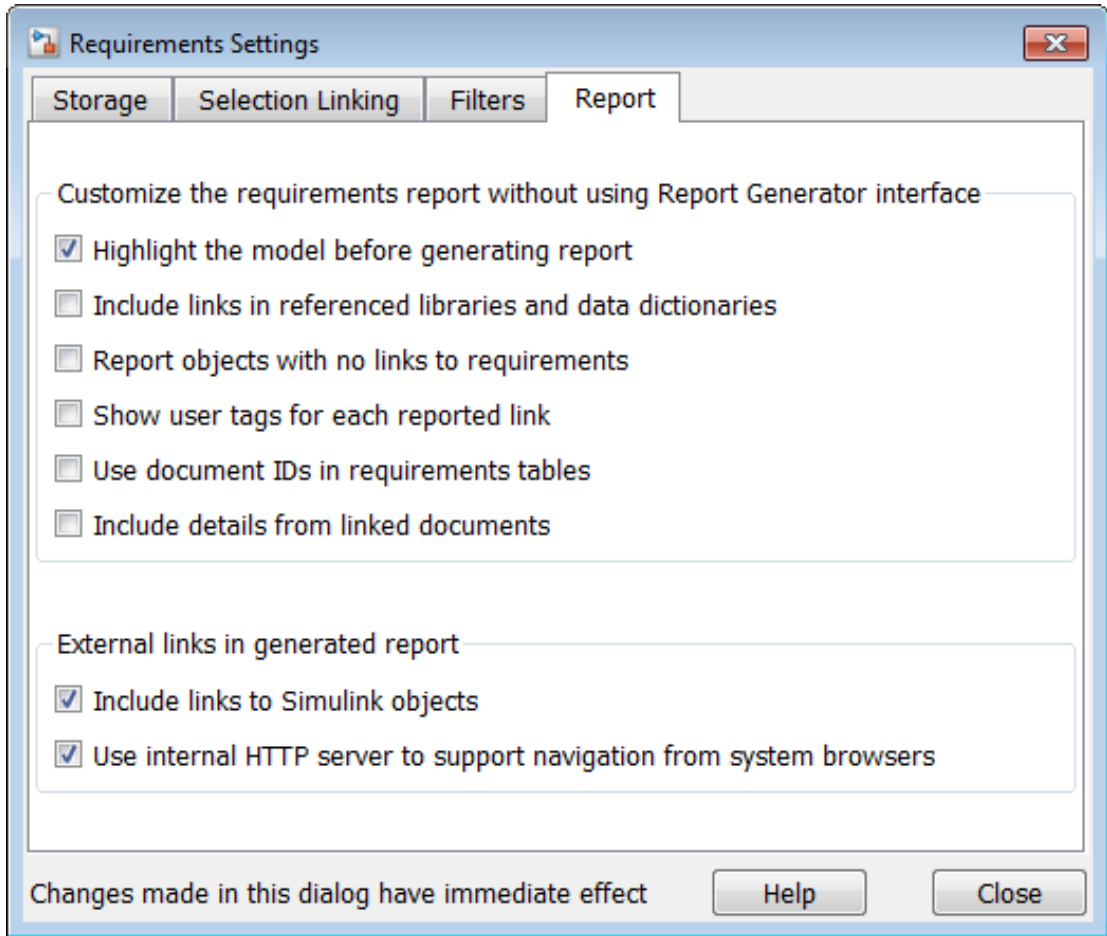 Requirements Settings
Storage
Selection Linking
Filters
Report
Customize the requirements report without using Report Generator interface
Highlight the model before generating report
Include links in referenced libraries and data dictionaries
Report objects with no links to requirements
Show user tags for each reported link
Use document IDs in requirements tables
Include details from linked documents
External links in generated report
Include links to Simulink objects
Use internal HTTP server to support navigation from system browsers
Changes made in this dialog have immediate effect
Help
Close